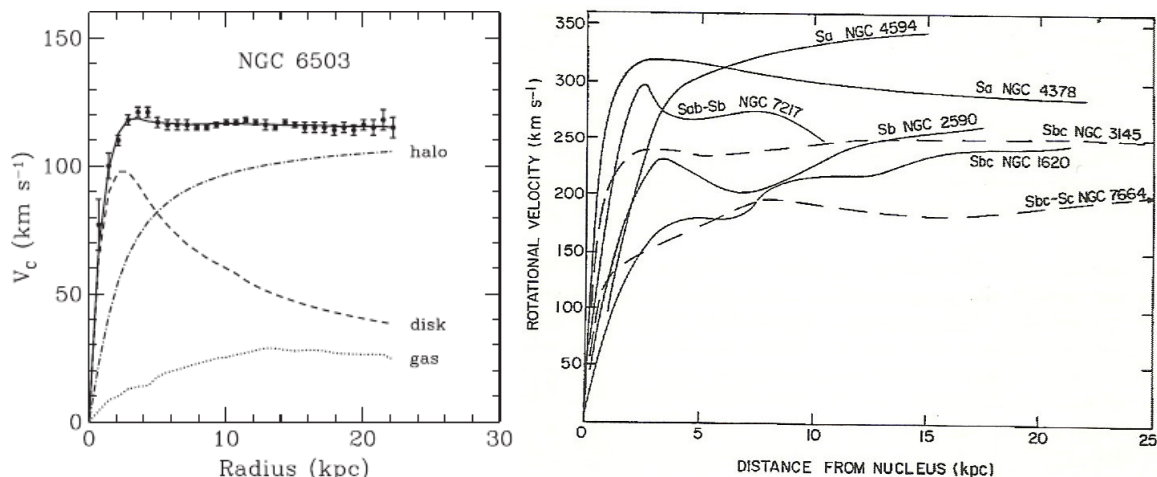 NGC 6503
150
100
50
0
V_c (km s⁻¹)
halo
disk
gas
0
10
20
30
Radius (kpc)
350
300
250
200
150
100
50
ROTATIONAL VELOCITY (km s⁻¹)
Sa NGC 4594
Sa NGC 4378
Sab-Sb NGC 7217
Sb NGC 2590
Sbc NGC 3145
Sbc NGC 1620
Sbc-Sc NGC 7664
0
5
10
15
20
25
DISTANCE FROM NUCLEUS (kpc)